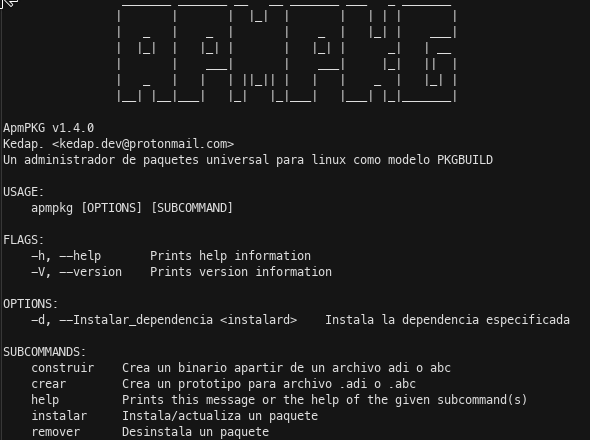 APMPKG
ApmPKG v1.4.0
Kedap. <kedap.dev@protonmail.com>
Un administrador de paquetes universal para linux como modelo PKGBUILD
USAGE:
apmpkg [OPTIONS] [SUBCOMMAND]
FLAGS:
-h, --help Prints help information
-V, --version Prints version information
OPTIONS:
-d, --Instalar_dependencia <instalard> Instala la dependencia especificada
SUBCOMMANDS:
construir Crea un binario apartir de un archivo adi o abc
crear Crea un prototipo para archivo .adi o .abc
help Prints this message or the help of the given subcommand(s)
instalar Instala/actualiza un paquete
remover Desinstala un paquete